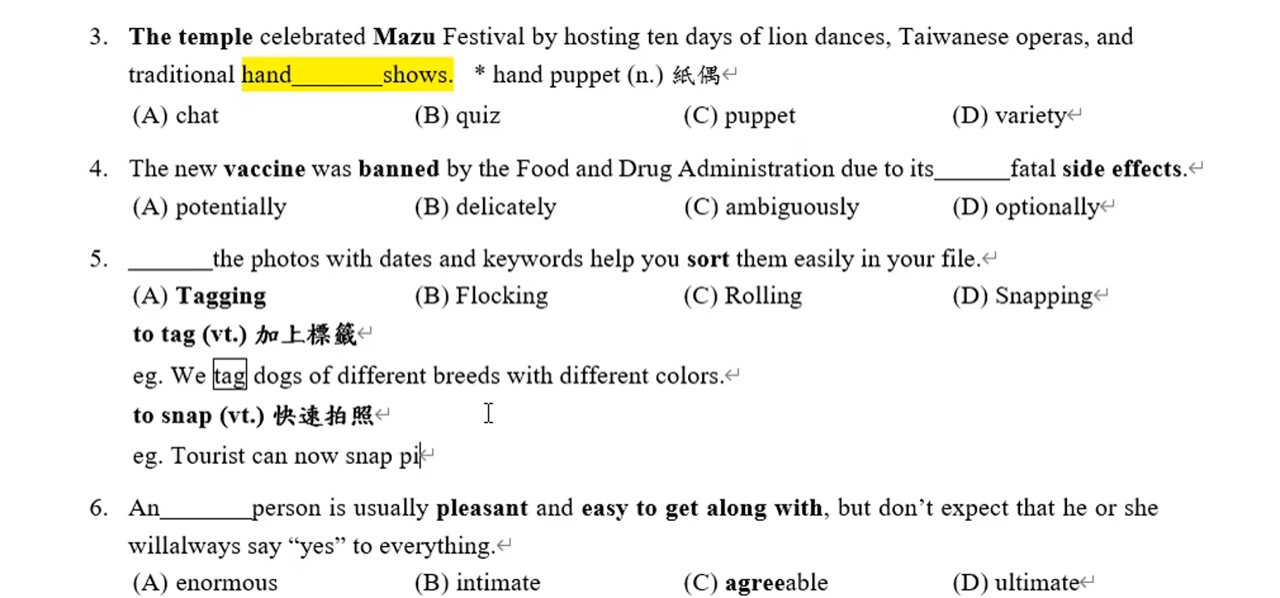 3. The temple celebrated Mazu Festival by hosting ten days of lion dances, Taiwanese operas, and
traditional hand_______shows. * hand puppet (n.) 紙偶
(A) chat (B) quiz (C) puppet (D) variety
4. The new vaccine was banned by the Food and Drug Administration due to its______fatal side effects.
(A) potentially (B) delicately (C) ambiguously (D) optionally
5. _______the photos with dates and keywords help you sort them easily in your file.
(A) Tagging (B) Flocking (C) Rolling (D) Snapping
to tag (vt.) 加上標籤
eg. We tag dogs of different breeds with different colors.
to snap (vt.) 快速拍照
eg. Tourist can now snap pi
6. An_______person is usually pleasant and easy to get along with, but don’t expect that he or she
willalways say “yes” to everything.
(A) enormous (B) intimate (C) agreeable (D) ultimate